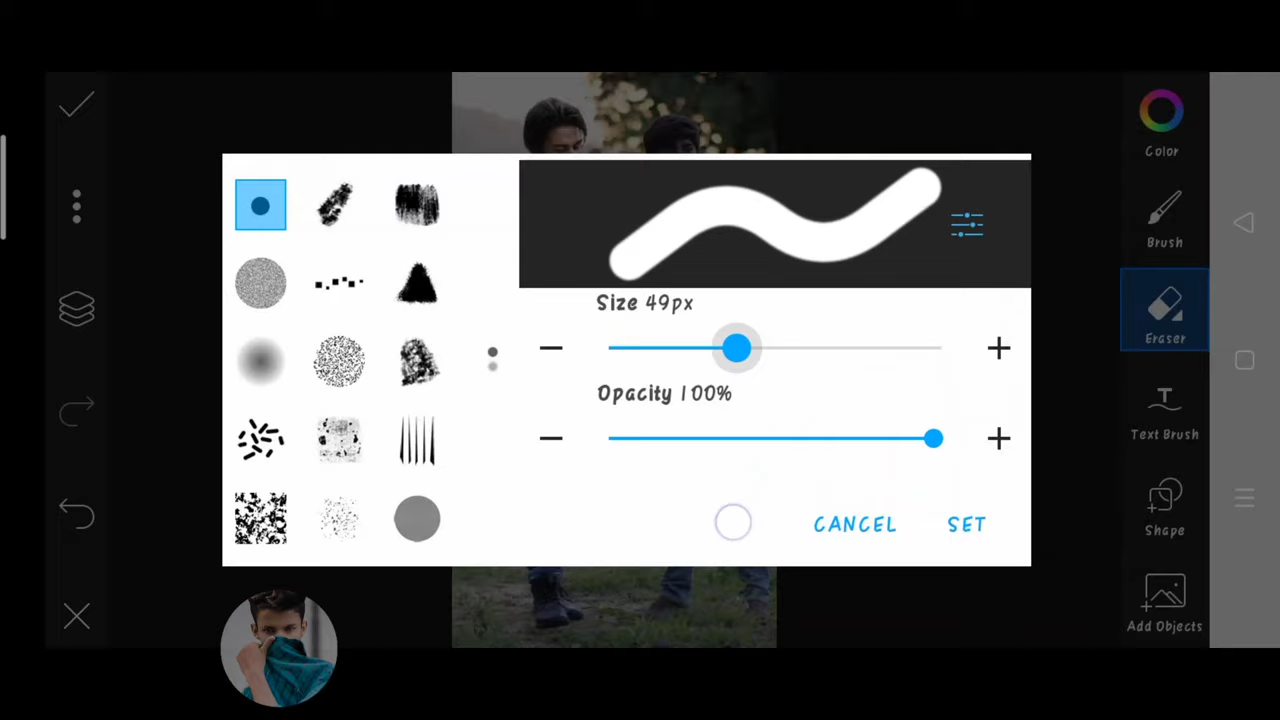 Color
Brush
Size 49px
Eraser
Opacity 100%
Text Brush
CANCEL
SET
Shape
Add Objects